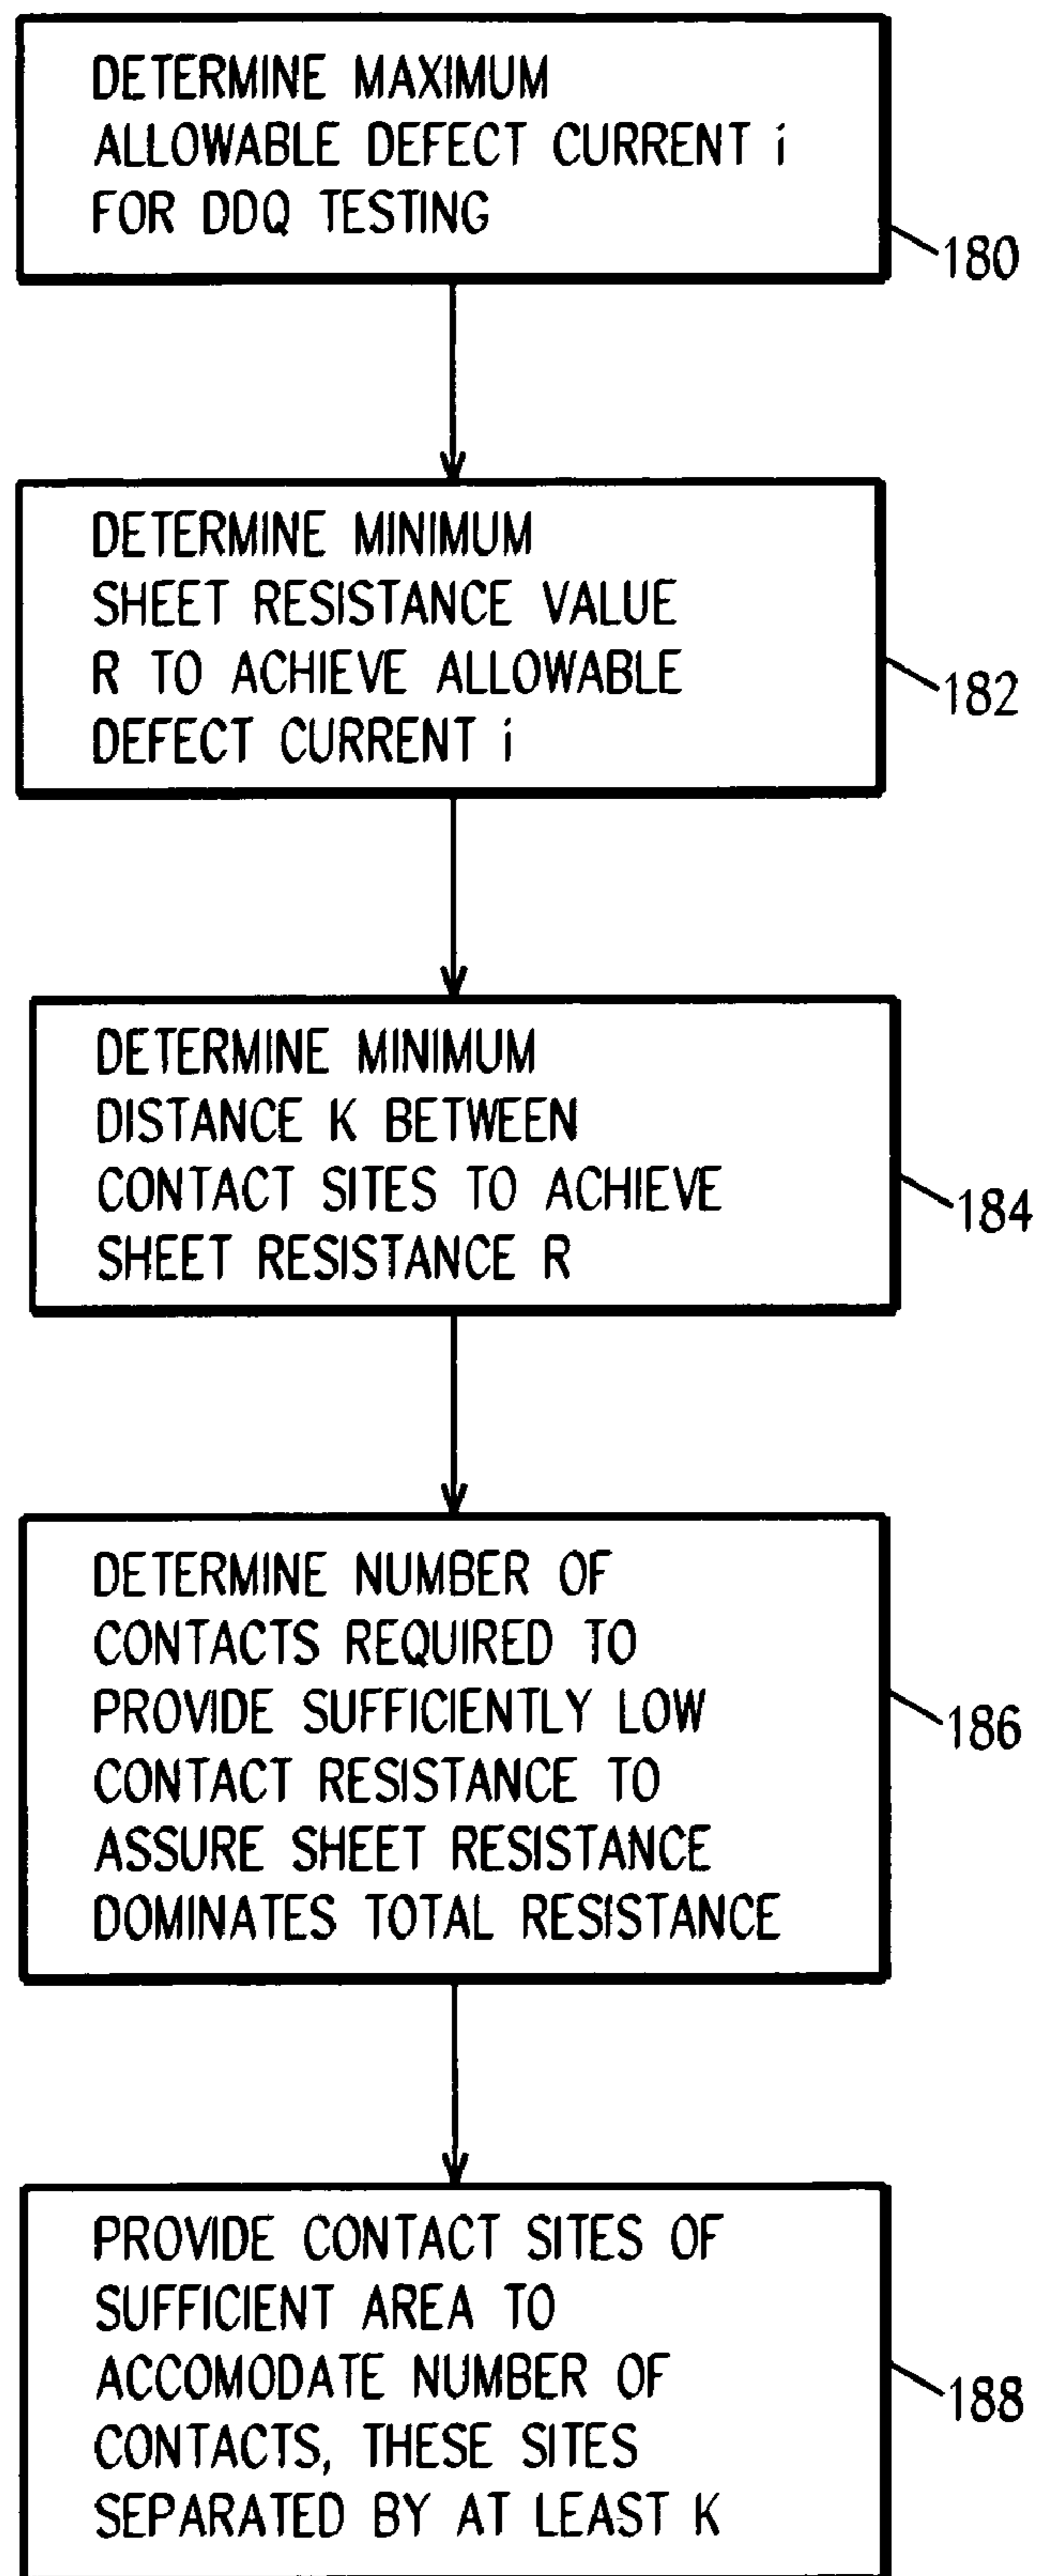 DETERMINE MAXIMUM
ALLOWABLE DEFECT CURRENT i
FOR DDQ TESTING
180
DETERMINE MINIMUM
SHEET RESISTANCE VALUE
R TO ACHIEVE ALLOWABLE
DEFECT CURRENT i
182
DETERMINE MINIMUM
DISTANCE K BETWEEN
CONTACT SITES TO ACHIEVE
SHEET RESISTANCE R
184
DETERMINE NUMBER OF
CONTACTS REQUIRED TO
PROVIDE SUFFICIENTLY LOW
CONTACT RESISTANCE TO
ASSURE SHEET RESISTANCE
DOMINATES TOTAL RESISTANCE
186
PROVIDE CONTACT SITES OF
SUFFICIENT AREA TO
ACCOMODATE NUMBER OF
CONTACTS, THESE SITES
SEPARATED BY AT LEAST K
188